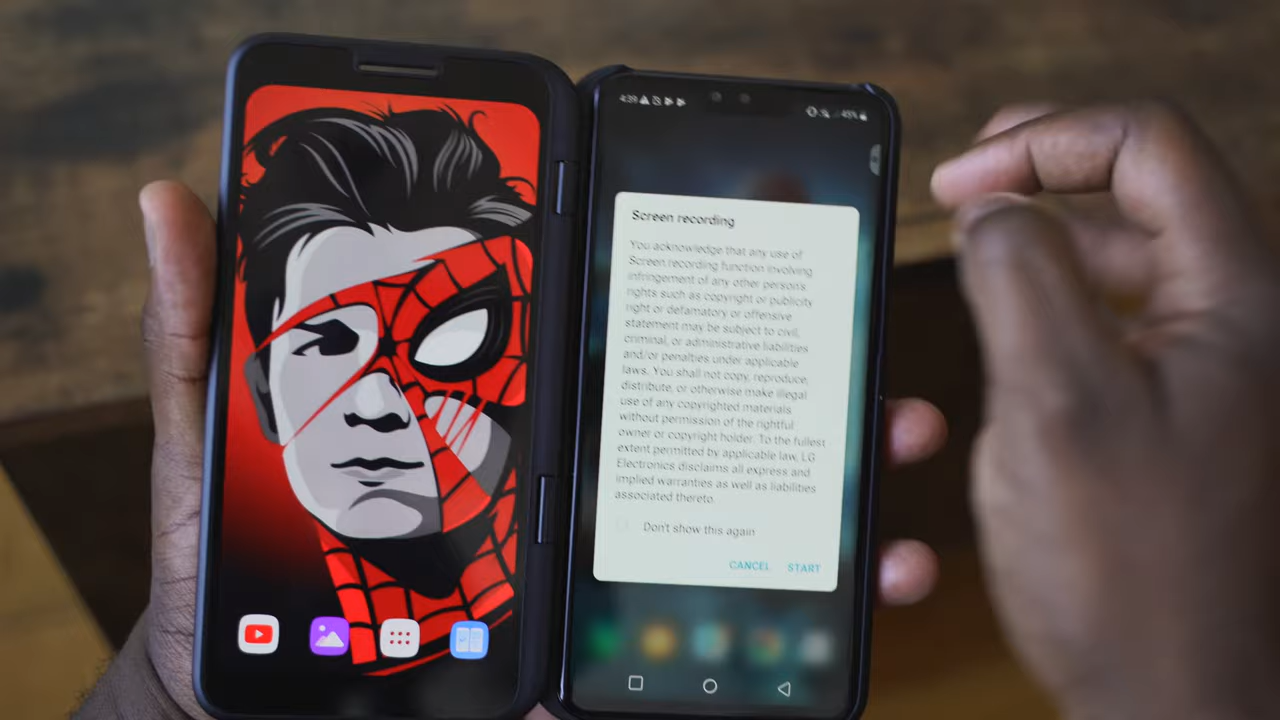 4:39
45%
Screen recording
You acknowledge that any use of
Screen recording function involving
infringement of any other person's
rights such as copyright or publicity
right or defamatory or offensive
statement may be subject to civil,
criminal, or administrative liabilities
and/or penalties under applicable
laws. You shall not copy, reproduce,
distribute, or otherwise make illegal
use of any copyrighted materials
without permission of the rightful
owner or copyright holder. To the fullest
extent permitted by applicable law, LG
Electronics disclaims all express and
implied warranties as well as liabilities
associated thereto.
Don't show this again
CANCEL START